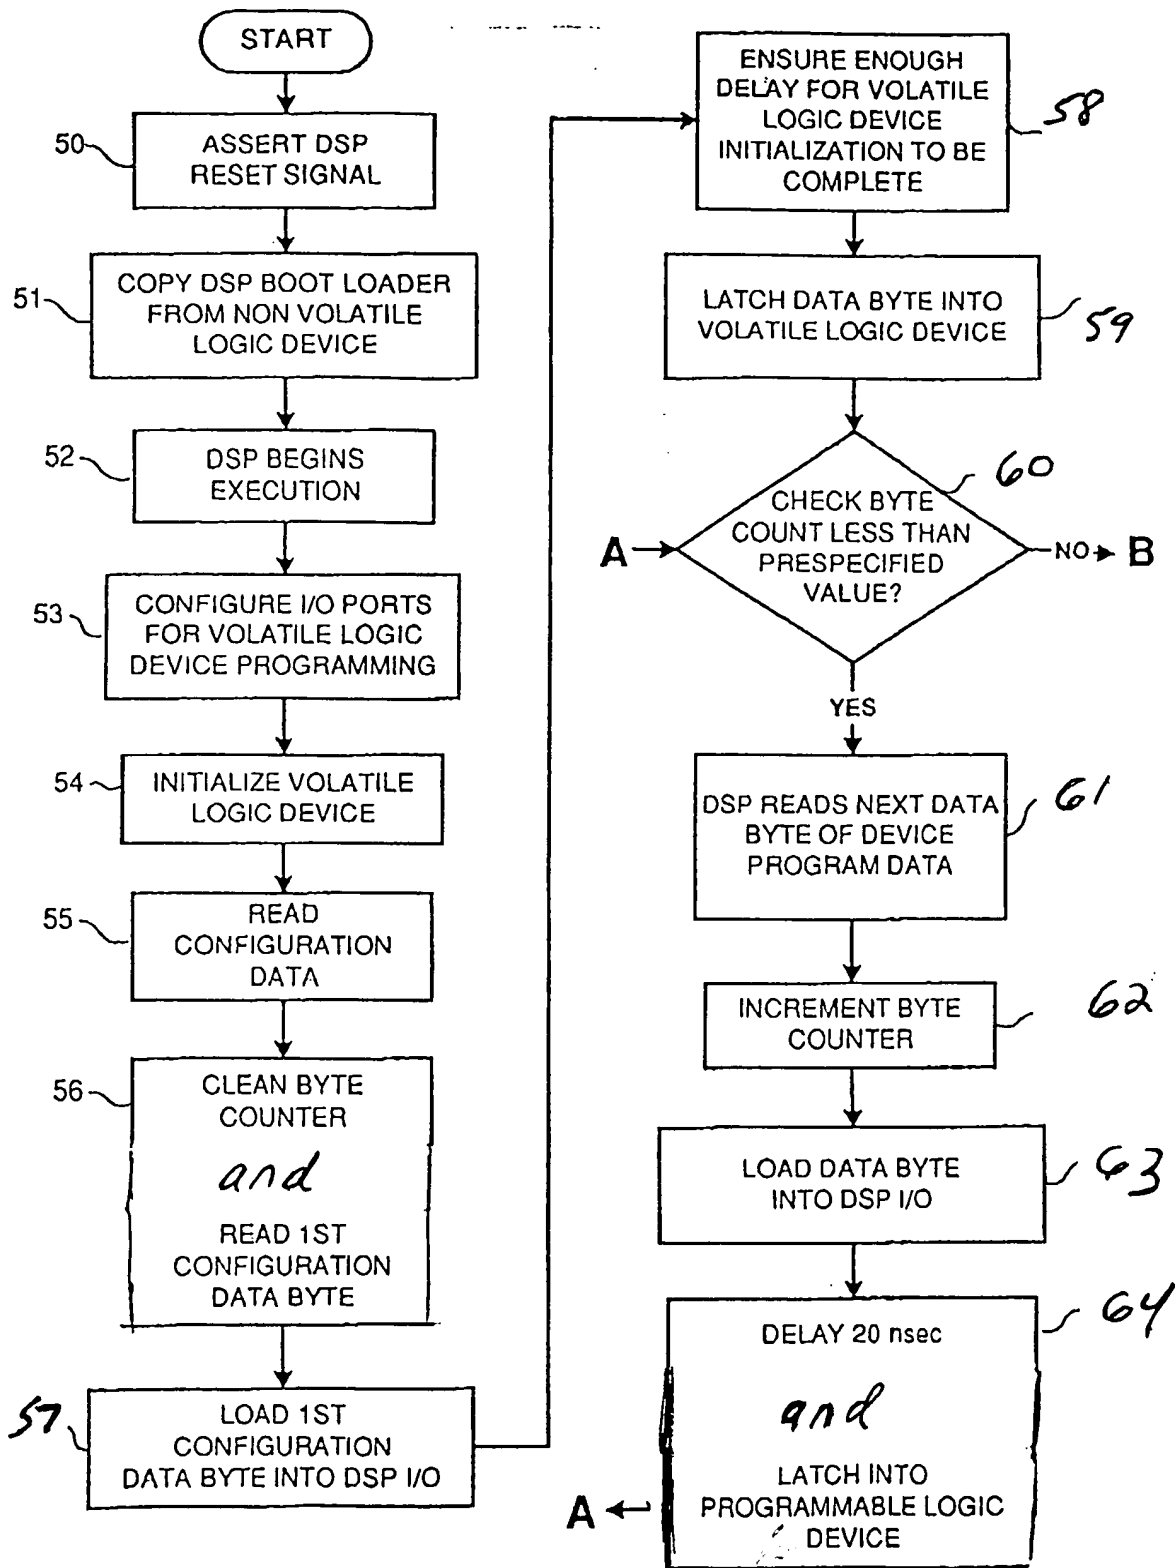 START
50
ASSERT DSP
RESET SIGNAL
51
COPY DSP BOOT LOADER
FROM NON VOLATILE
LOGIC DEVICE
52
DSP BEGINS
EXECUTION
53
CONFIGURE I/O PORTS
FOR VOLATILE LOGIC
DEVICE PROGRAMMING
54
INITIALIZE VOLATILE
LOGIC DEVICE
55
READ
CONFIGURATION
DATA
56
CLEAN BYTE
COUNTER
and
READ 1ST
CONFIGURATION
DATA BYTE
57
LOAD 1ST
CONFIGURATION
DATA BYTE INTO DSP I/O
ENSURE ENOUGH
DELAY FOR VOLATILE
LOGIC DEVICE
INITIALIZATION TO BE
COMPLETE
58
LATCH DATA BYTE INTO
VOLATILE LOGIC DEVICE
59
60
CHECK BYTE
COUNT LESS THAN
PRESPECIFIED
VALUE?
A
NO
B
YES
DSP READS NEXT DATA
BYTE OF DEVICE
PROGRAM DATA
61
INCREMENT BYTE
COUNTER
62
LOAD DATA BYTE
INTO DSP I/O
63
DELAY 20 nsec
64
and
LATCH INTO
PROGRAMMABLE LOGIC
DEVICE
A